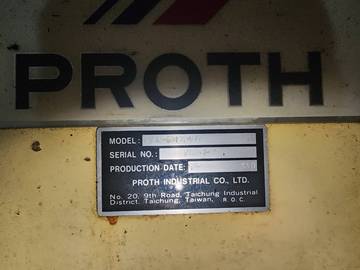 PROTH
MODEL:
SERIAL NO.:
PRODUCTION DATE:
PROTH INDUSTRIAL CO., LTD.
No. 20, 9th Road, Taichung Industrial
District, Taichung, Taiwan, R. O. C.